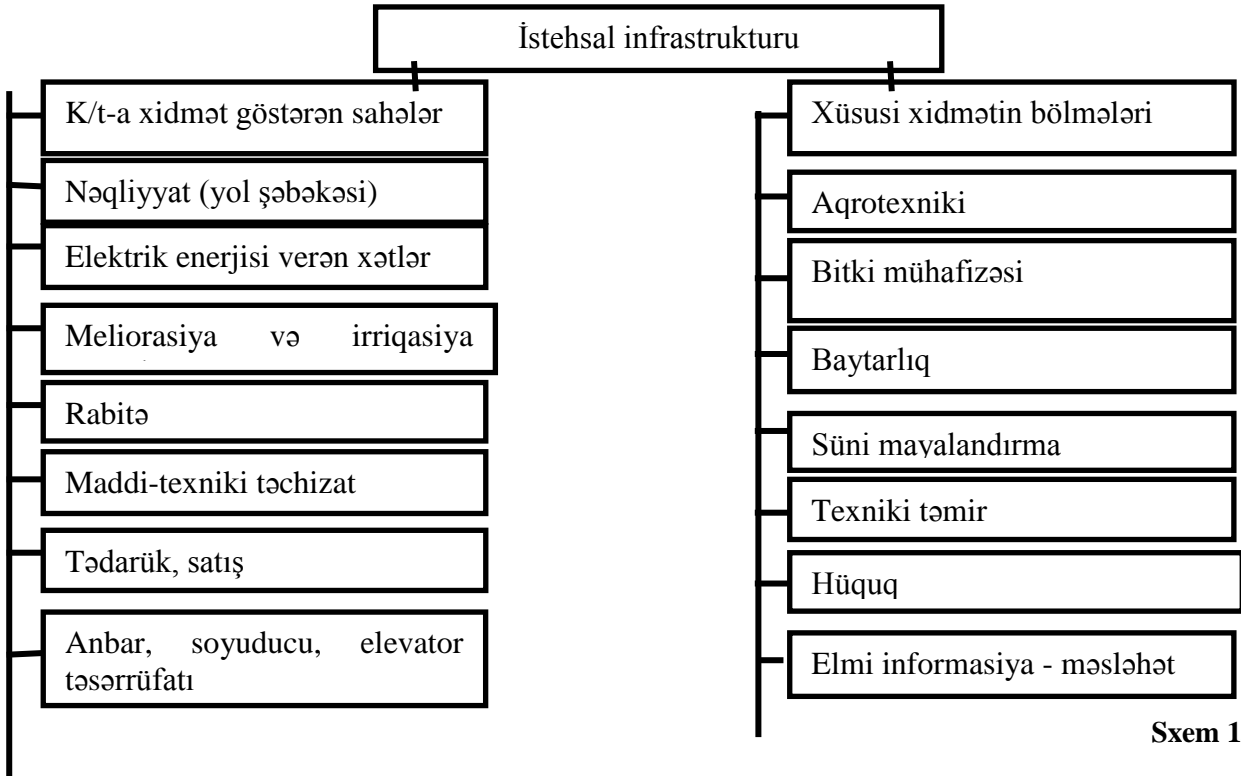 İstehsal infrastrukturu
K/t-a xidmət göstərən sahələr
Nəqliyyat (yol şəbəkəsi)
Elektrik enerjisi verən xətlər
Meliorasiya və irriqasiya
Rabitə
Maddi-texniki təchizat
Tədarük, satış
Anbar, soyuducu, elevator
təsərrüfatı
Xüsusi xidmətin bölmələri
Aqrotexniki
Bitki mühafizəsi
Baytarlıq
Süni mayalandırma
Texniki təmir
Hüquq
Elmi informasiya - məsləhət
Sxem 1